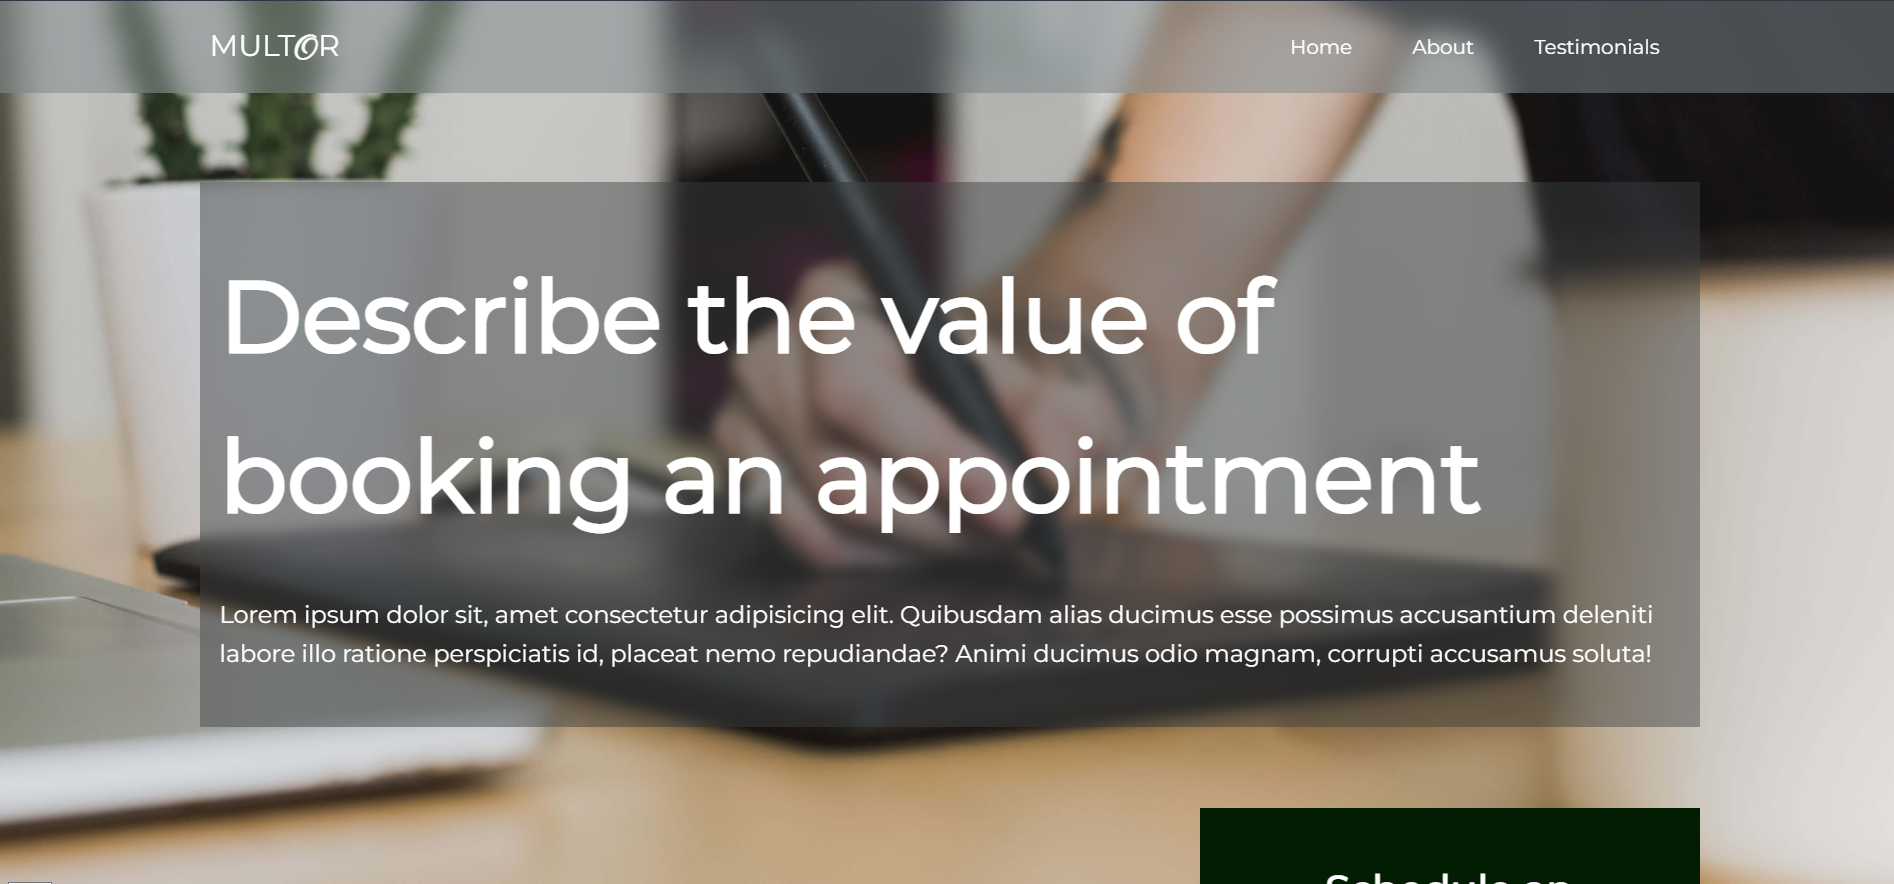 MULTOR
Home About Testimonials
Describe the value of
booking an appointment
Lorem ipsum dolor sit, amet consectetur adipisicing elit. Quibusdam alias ducimus esse possimus accusantium deleniti
labore illo ratione perspiciatis id, placeat nemo repudiandae? Animi ducimus odio magnam, corrupti accusamus soluta!
Schedule an